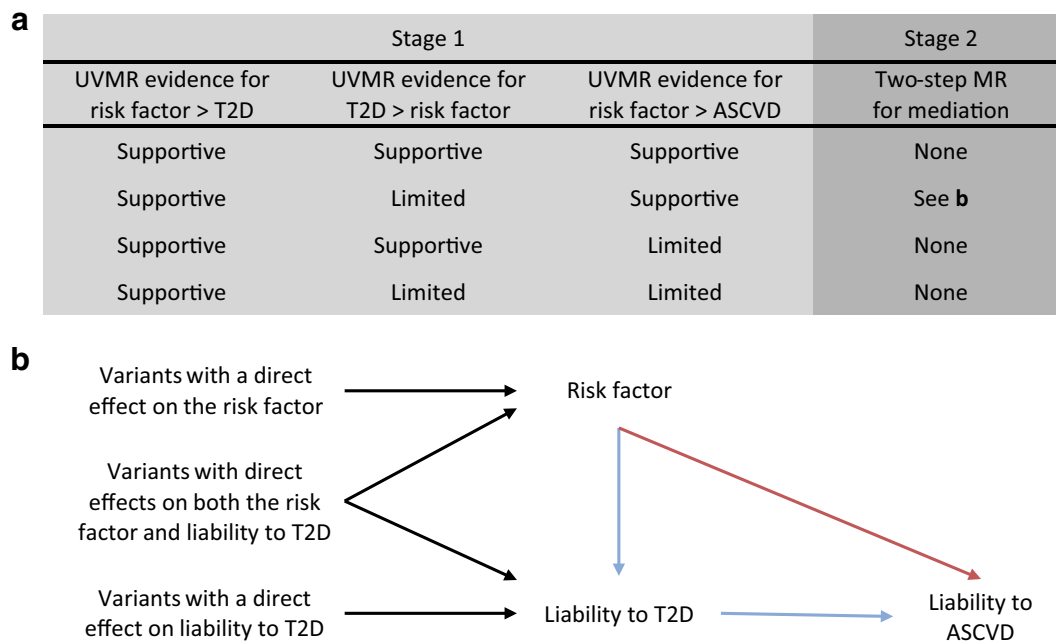 a
Stage 1 Stage 2
UVMR evidence for UVMR evidence for UVMR evidence for Two-step MR
risk factor > T2D T2D > risk factor risk factor > ASCVD for mediation
Supportive Supportive Supportive None
Supportive Limited Supportive See b
Supportive Supportive Limited None
Supportive Limited Limited None
b
Variants with a direct
effect on the risk factor
Risk factor
Variants with direct
effects on both the risk
factor and liability to T2D
Variants with a direct
effect on liability to T2D
Liability to T2D
Liability to
ASCVD